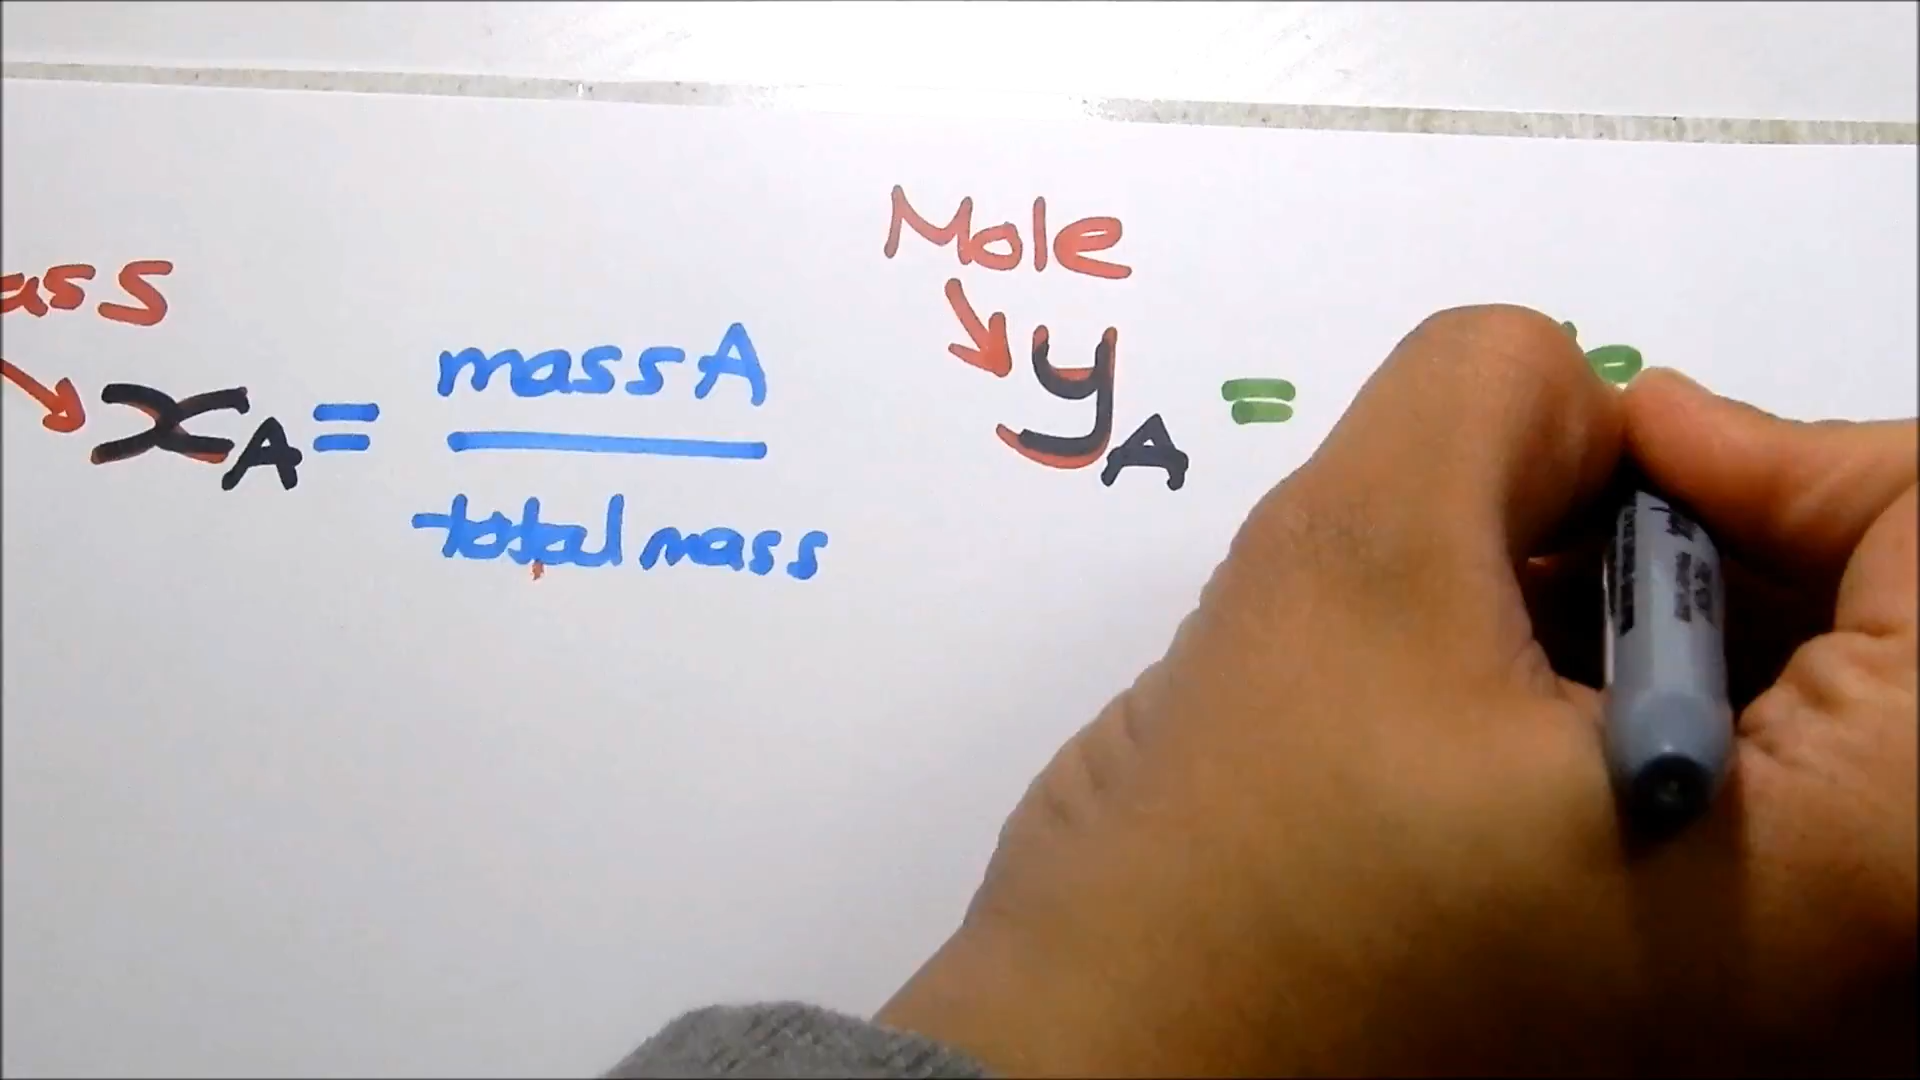 Mole
ass
mass A
x_A =
total mass
y_A =